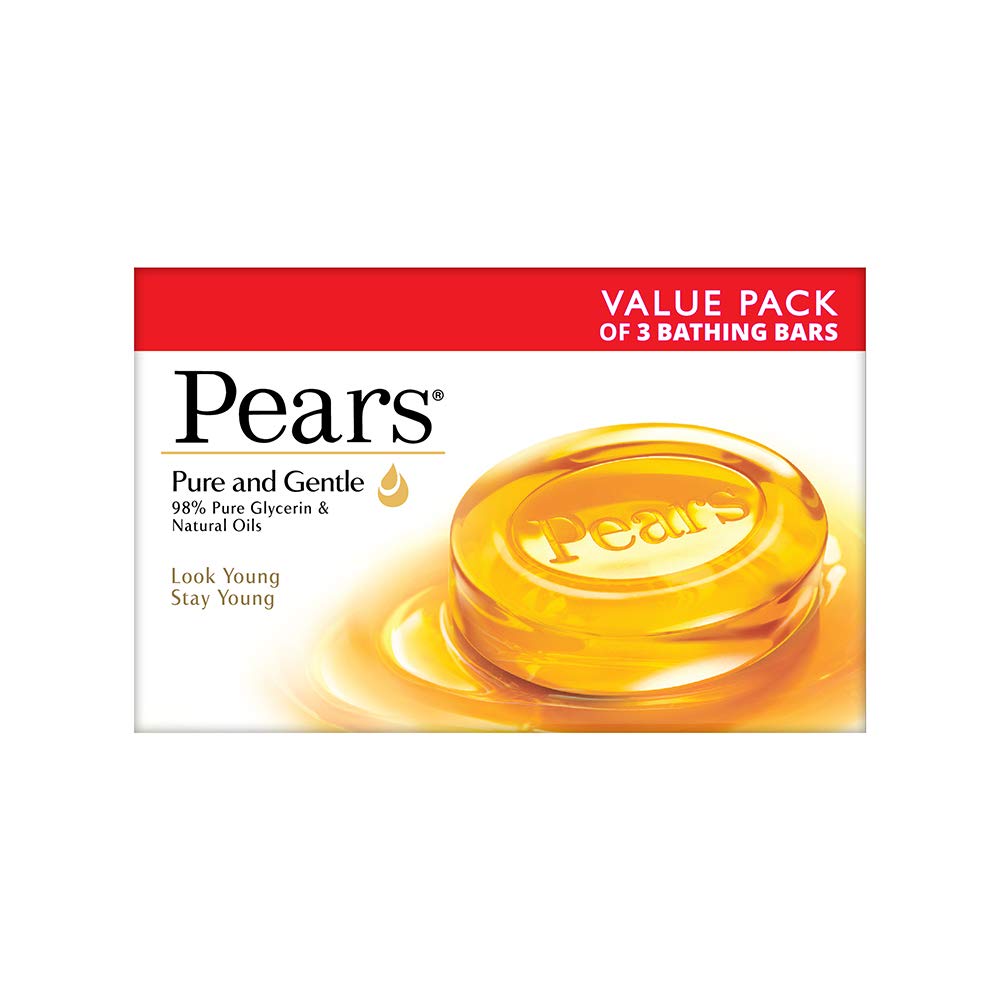 VALUE PACK
OF 3 BATHING BARS
Pears®
Pure and Gentle
98% Pure Glycerin &
Natural Oils
Look Young
Stay Young
Pears